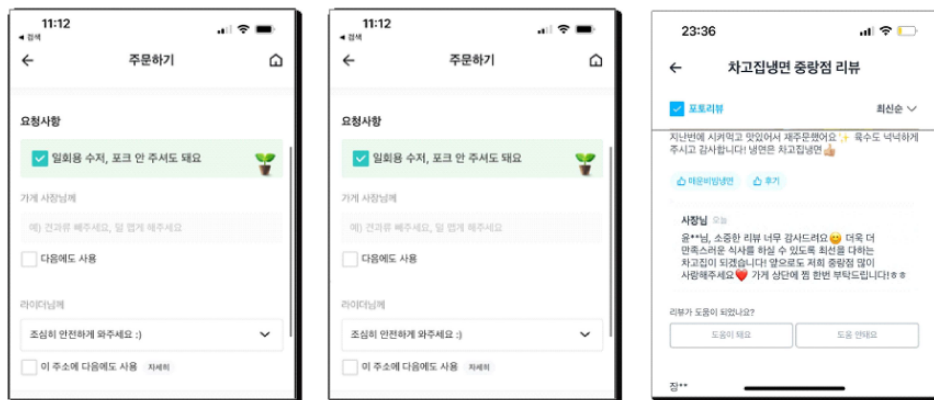 11:12
◀ 검색
주문하기
요청사항
일회용 수저, 포크 안 주셔도 돼요
가게 사장님께
예) 견과류 빼주세요, 덜 맵게 해주세요
다음에도 사용
라이더님께
조심히 안전하게 와주세요 :)
이 주소에 다음에도 사용 자세히
11:12
◀ 검색
주문하기
요청사항
일회용 수저, 포크 안 주셔도 돼요
가게 사장님께
예) 견과류 빼주세요, 덜 맵게 해주세요
다음에도 사용
라이더님께
조심히 안전하게 와주세요 :)
이 주소에 다음에도 사용 자세히
23:36
차고집냉면 중랑점 리뷰
포토리뷰
최신순
지난번에 시켜먹고 맛있어서 재주문했어요✨ 육수도 넉넉하게
주시고 감사합니다! 냉면은 차고집냉면👍
매운비빔냉면
후기
사장님 오늘
윤**님, 소중한 리뷰 너무 감사드려요😊 더욱 더
만족스러운 식사를 하실 수 있도록 최선을 다하는
차고집이 되겠습니다! 앞으로도 저희 중랑점 많이
사랑해주세요❤️ 가게 상단에 찜 한번 부탁드립니다!ㅎㅎ
리뷰가 도움이 되었나요?
도움이 돼요
도움 안돼요
장**